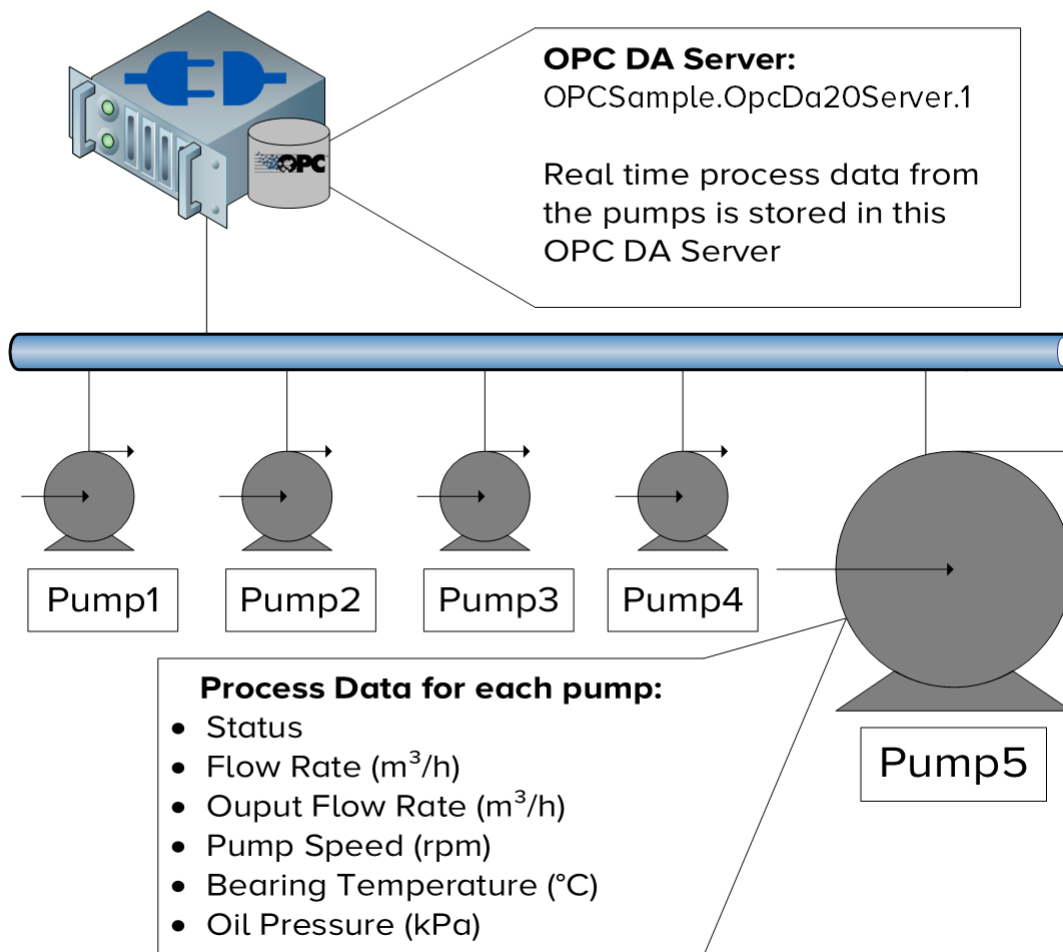 OPC DA Server:
OPCSample.OpcDa20Server.1
Real time process data from
the pumps is stored in this
OPC DA Server
OPC
Pump1
Pump2
Pump3
Pump4
Pump5
Process Data for each pump:
• Status
• Flow Rate (m³/h)
• Ouput Flow Rate (m³/h)
• Pump Speed (rpm)
• Bearing Temperature (°C)
• Oil Pressure (kPa)